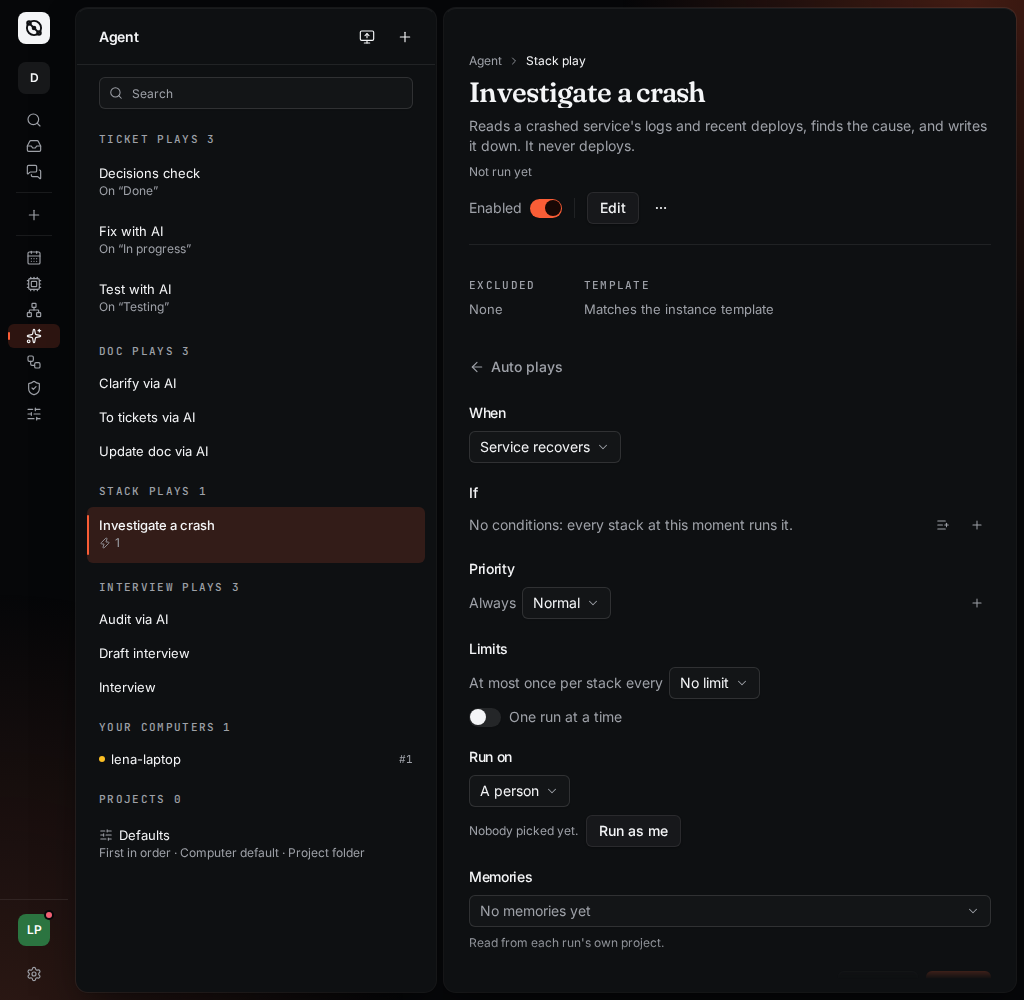 Agent
D
Search
TICKET PLAYS 3
Decisions check
On “Done”
Fix with AI
On “In progress”
Test with AI
On “Testing”
DOC PLAYS 3
Clarify via AI
To tickets via AI
Update doc via AI
STACK PLAYS 1
Investigate a crash
1
INTERVIEW PLAYS 3
Audit via AI
Draft interview
Interview
YOUR COMPUTERS 1
lena-laptop #1
PROJECTS 0
Defaults
First in order · Computer default · Project folder
LP
Agent Stack play
Investigate a crash
Reads a crashed service's logs and recent deploys, finds the cause, and writes
it down. It never deploys.
Not run yet
Enabled Edit ···
EXCLUDED TEMPLATE
None Matches the instance template
Auto plays
When
Service recovers
If
No conditions: every stack at this moment runs it.
Priority
Always Normal
Limits
At most once per stack every No limit
One run at a time
Run on
A person
Nobody picked yet. Run as me
Memories
No memories yet
Read from each run's own project.